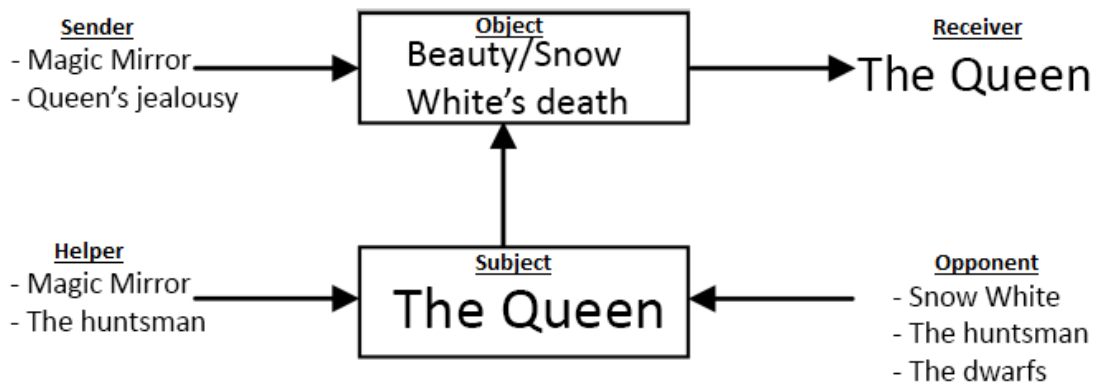 Sender
- Magic Mirror
- Queen’s jealousy
Object
Beauty/Snow
White’s death
Receiver
The Queen
Helper
- Magic Mirror
- The huntsman
Subject
The Queen
Opponent
- Snow White
- The huntsman
- The dwarfs